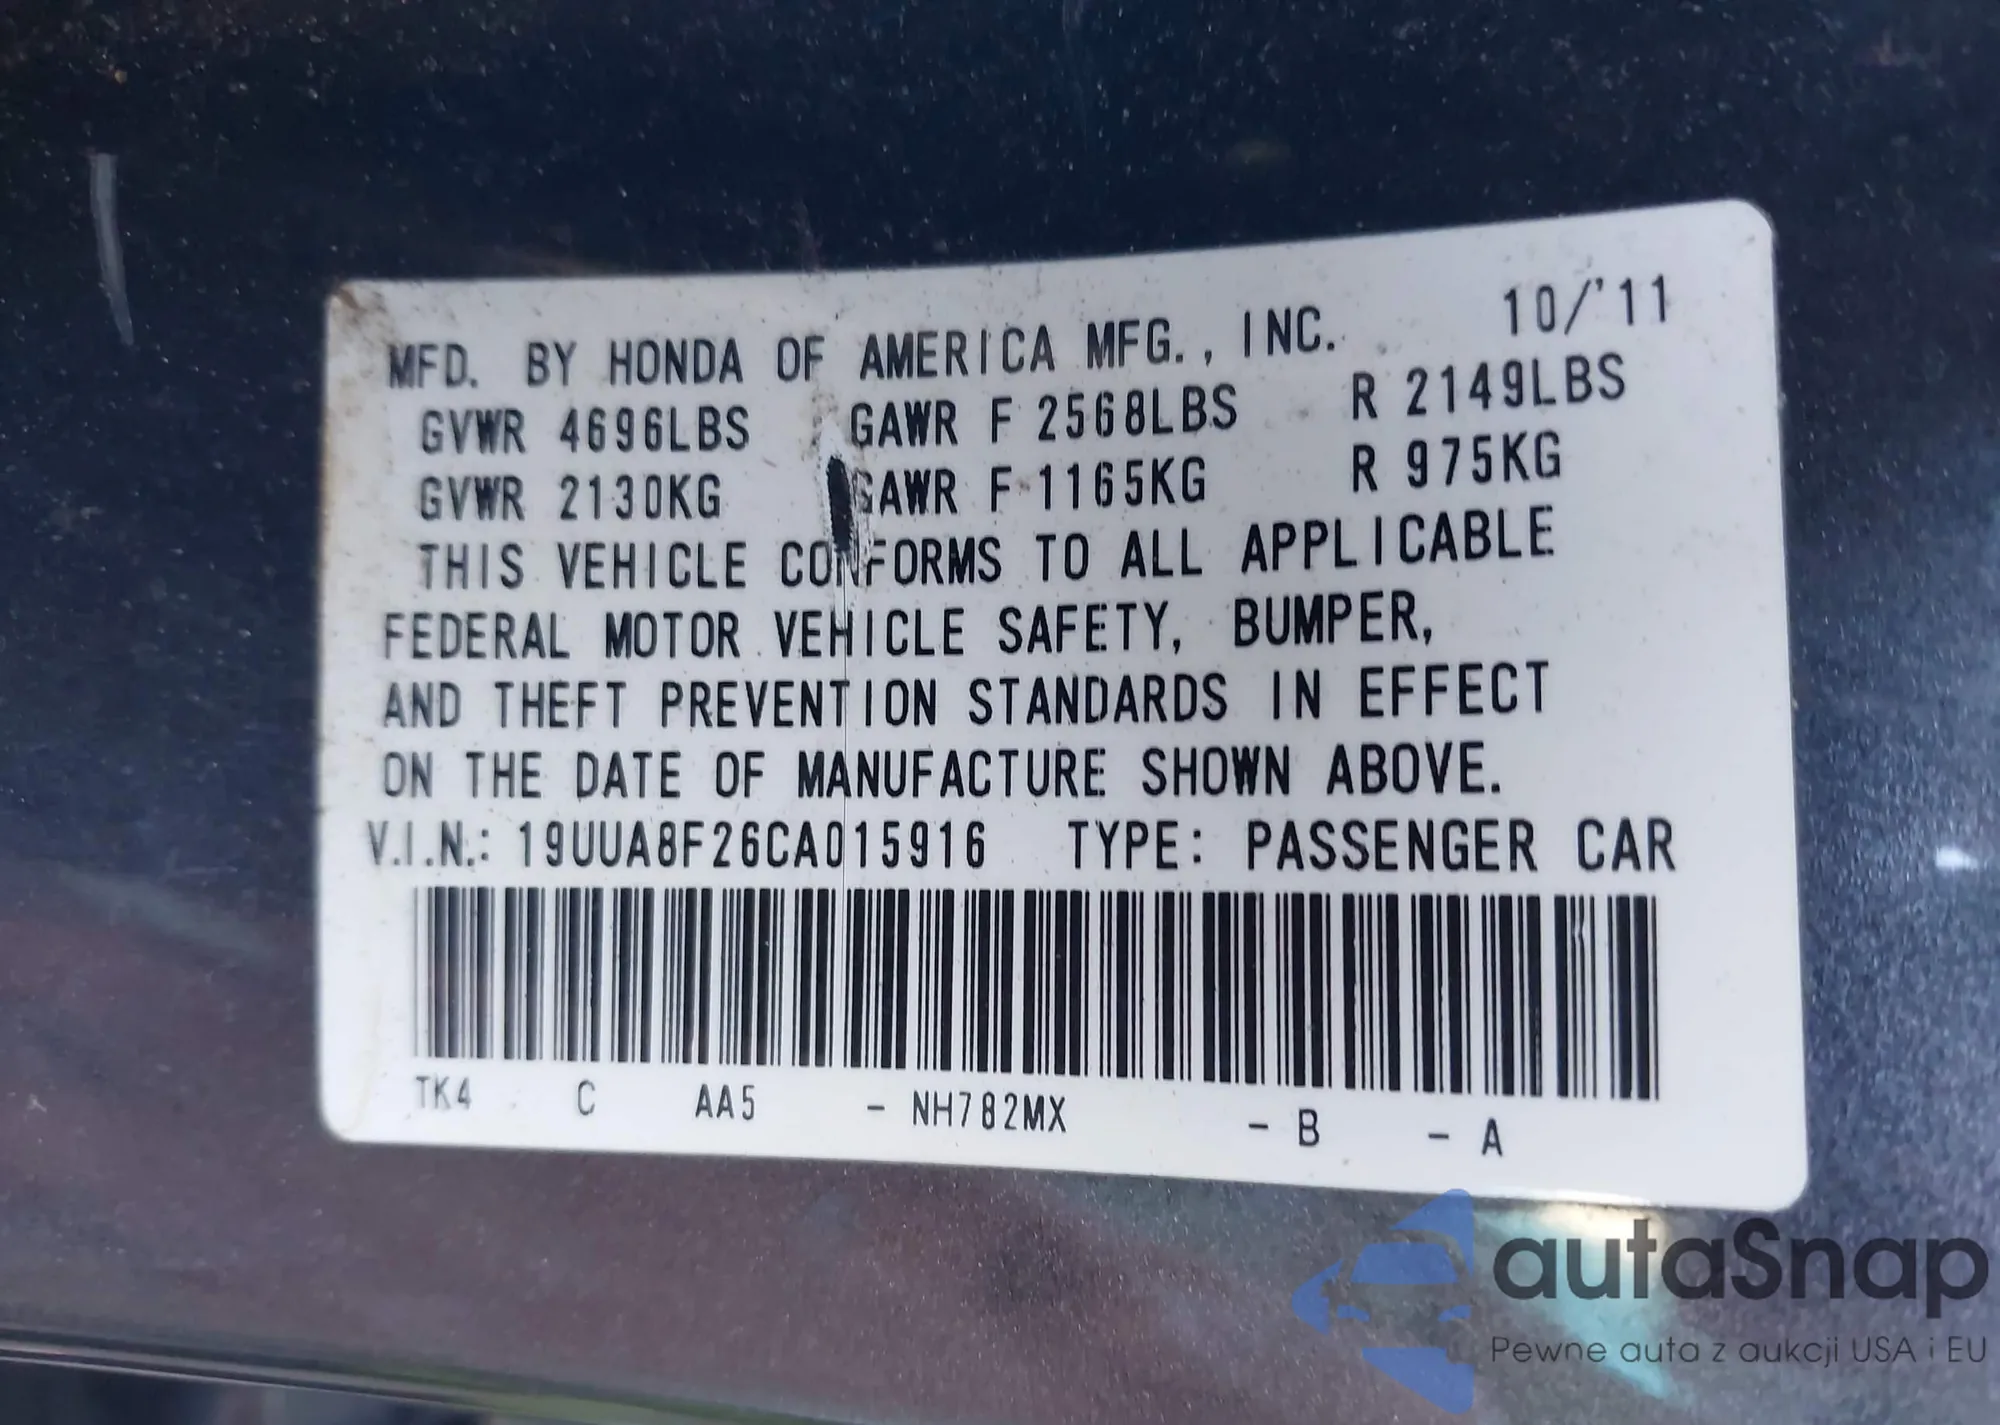 MFD. BY HONDA OF AMERICA MFG., INC. 10/'11
GVWR 4696LBS GAWR F 2568LBS R 2149LBS
GVWR 2130KG GAWR F 1165KG R 975KG
THIS VEHICLE CONFORMS TO ALL APPLICABLE
FEDERAL MOTOR VEHICLE SAFETY, BUMPER,
AND THEFT PREVENTION STANDARDS IN EFFECT
ON THE DATE OF MANUFACTURE SHOWN ABOVE.
V.I.N.: 19UUA8F26CA015916 TYPE: PASSENGER CAR
TK4 C AA5 - NH782MX - B - A
autaSnap
Pewne auta z aukcji USA i EU